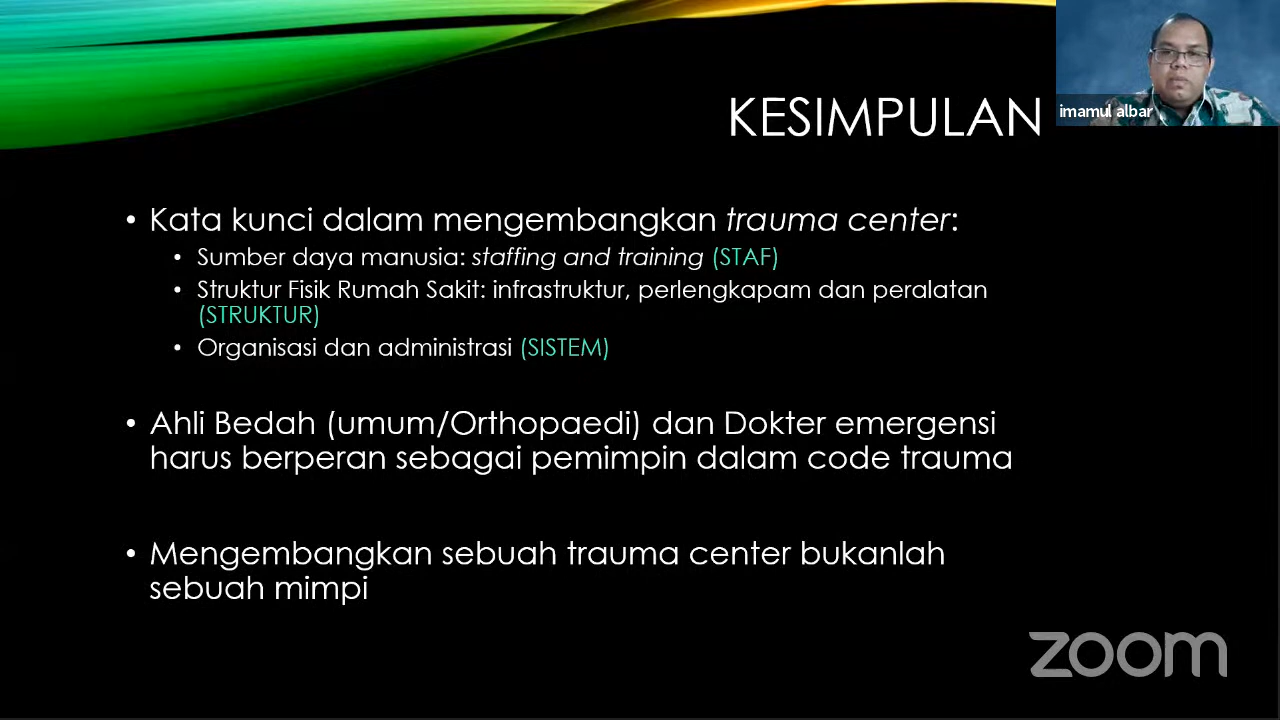 KESIMPULAN
imamul albar
• Kata kunci dalam mengembangkan trauma center:
• Sumber daya manusia: staffing and training (STAF)
• Struktur Fisik Rumah Sakit: infrastruktur, perlengkapam dan peralatan
(STRUKTUR)
• Organisasi dan administrasi (SISTEM)
• Ahli Bedah (umum/Orthopaedi) dan Dokter emergensi
harus berperan sebagai pemimpin dalam code trauma
• Mengembangkan sebuah trauma center bukanlah
sebuah mimpi
zoom